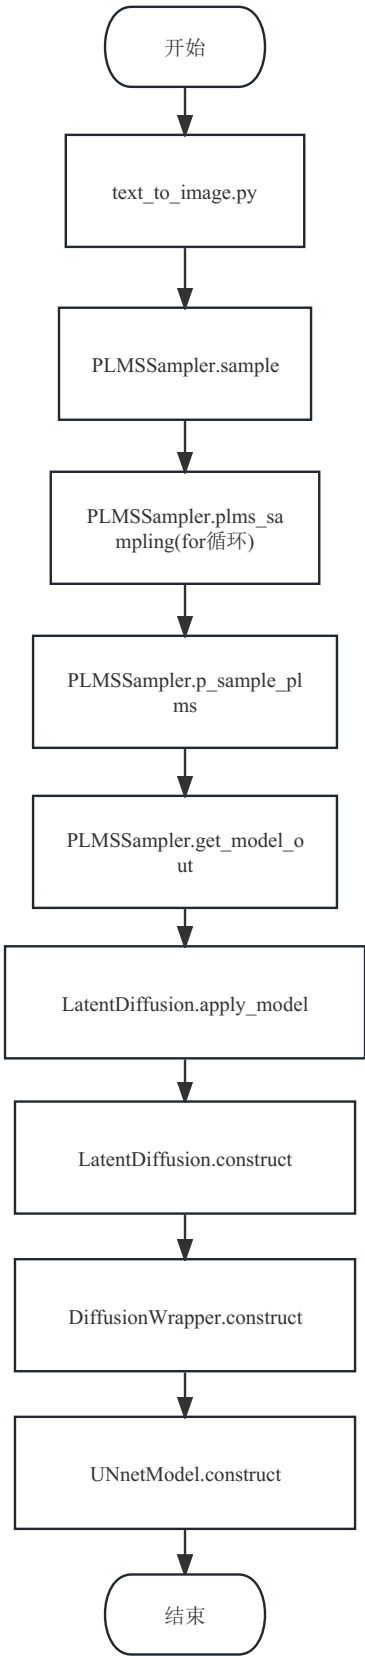 开始
text_to_image.py
PLMSSampler.sample
PLMSSampler.plms_sa
mpling(for循环)
PLMSSampler.p_sample_pl
ms
PLMSSampler.get_model_o
ut
LatentDiffusion.apply_model
LatentDiffusion.construct
DiffusionWrapper.construct
UNnetModel.construct
结束